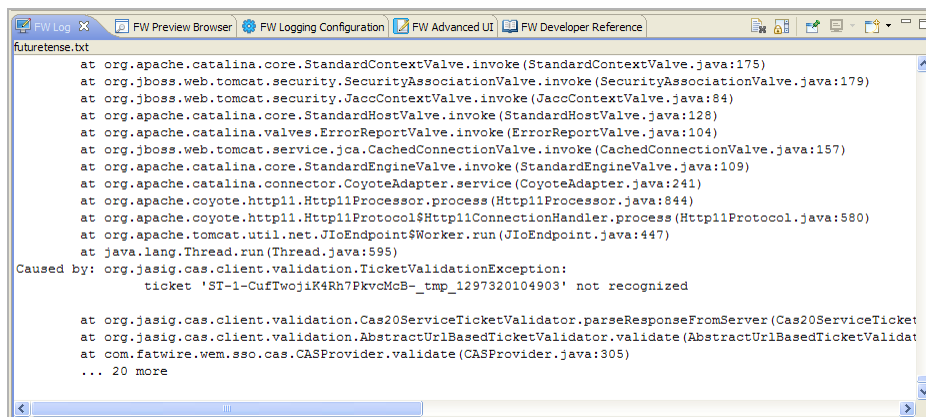 FW Log FW Preview Browser FW Logging Configuration FW Advanced UI FW Developer Reference
futuretense.txt
at org.apache.catalina.core.StandardContextValve.invoke(StandardContextValve.java:175)
at org.jboss.web.tomcat.security.SecurityAssociationValve.invoke(SecurityAssociationValve.java:179)
at org.jboss.web.tomcat.security.JaccContextValve.invoke(JaccContextValve.java:84)
at org.apache.catalina.core.StandardHostValve.invoke(StandardHostValve.java:128)
at org.apache.catalina.valves.ErrorReportValve.invoke(ErrorReportValve.java:104)
at org.jboss.web.tomcat.service.jca.CachedConnectionValve.invoke(CachedConnectionValve.java:157)
at org.apache.catalina.core.StandardEngineValve.invoke(StandardEngineValve.java:109)
at org.apache.catalina.connector.CoyoteAdapter.service(CoyoteAdapter.java:241)
at org.apache.coyote.http11.Http11Processor.process(Http11Processor.java:844)
at org.apache.coyote.http11.Http11Protocol$Http11ConnectionHandler.process(Http11Protocol.java:580)
at org.apache.tomcat.util.net.JIoEndpoint$Worker.run(JIoEndpoint.java:447)
at java.lang.Thread.run(Thread.java:595)
Caused by: org.jasig.cas.client.validation.TicketValidationException:
ticket 'ST-1-CufTwojiK4Rh7PkvcMcB-_tmp_1297320104903' not recognized
at org.jasig.cas.client.validation.Cas20ServiceTicketValidator.parseResponseFromServer(Cas20ServiceTicket
at org.jasig.cas.client.validation.AbstractUrlBasedTicketValidator.validate(AbstractUrlBasedTicketValidat
at com.fatwire.wem.sso.cas.CASProvider.validate(CASProvider.java:305)
... 20 more